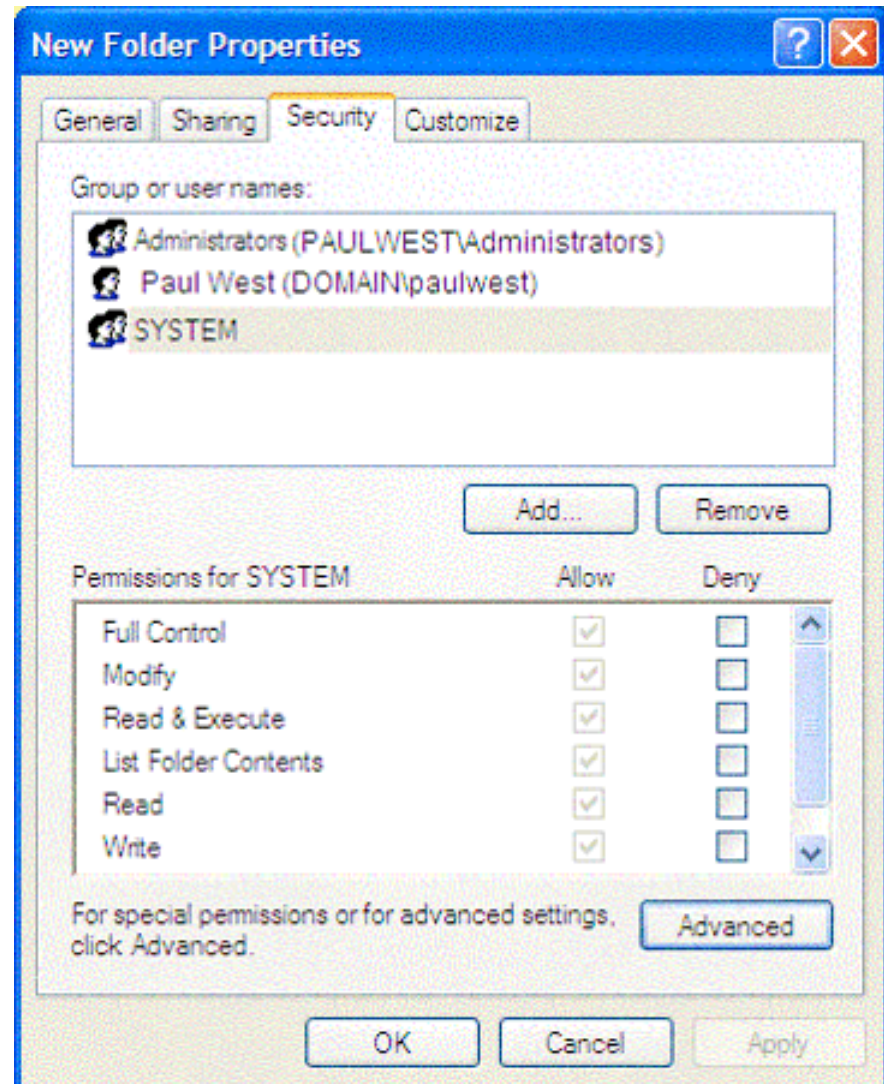 New Folder Properties
General Sharing Security Customize
Group or user names:
Administrators (PAULWEST\Administrators)
Paul West (DOMAIN\paulwest)
SYSTEM
Add... Remove
Permissions for SYSTEM Allow Deny
Full Control
Modify
Read & Execute
List Folder Contents
Read
Write
For special permissions or for advanced settings,
click Advanced.
Advanced
OK Cancel Apply